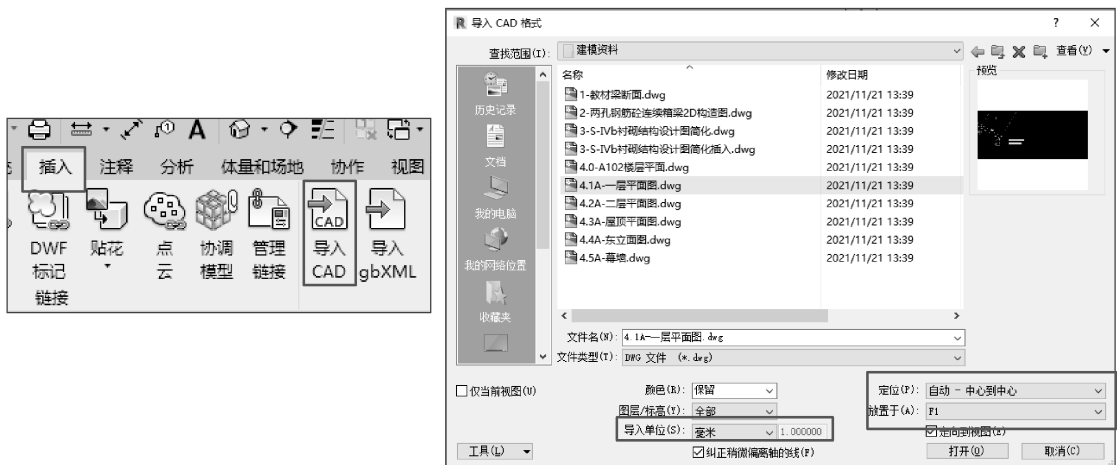 插入 注释 分析 体量和场地 协作 视图
DWF 贴花 点 协调 管理 导入 导入
标记 云 模型 链接 CAD gbXML
链接
CAD
R 导入 CAD 格式 ? ×
查找范围(I): 建模资料 查看(V)
名称 修改日期 预览
1-教材梁断面.dwg 2021/11/21 13:39
2-两孔钢筋砼连续箱梁2D构造图.dwg 2021/11/21 13:39
3-S-IVb衬砌结构设计图简化.dwg 2021/11/21 13:39
3-S-IVb衬砌结构设计图简化插入.dwg 2021/11/21 13:39
4.0-A102楼层平面.dwg 2021/11/21 13:39
4.1A-一层平面图.dwg 2021/11/21 13:39
4.2A-二层平面图.dwg 2021/11/21 13:39
4.3A-屋顶平面图.dwg 2021/11/21 13:39
4.4A-东立面图.dwg 2021/11/21 13:39
4.5A-幕墙.dwg 2021/11/21 13:39
历史记录
文档
我的电脑
我的网络位置
收藏夹
文件名(N): 4.1A-一层平面图.dwg
文件类型(T): DWG 文件 (*.dwg)
仅当前视图(U) 颜色(R): 保留 定位(P): 自动 - 中心到中心
图层/标高(Y): 全部 放置于(A): F1
导入单位(S): 毫米 1.000000 定向到视图(E)
工具(L) 纠正稍微偏离轴的线(F) 打开(O) 取消(C)